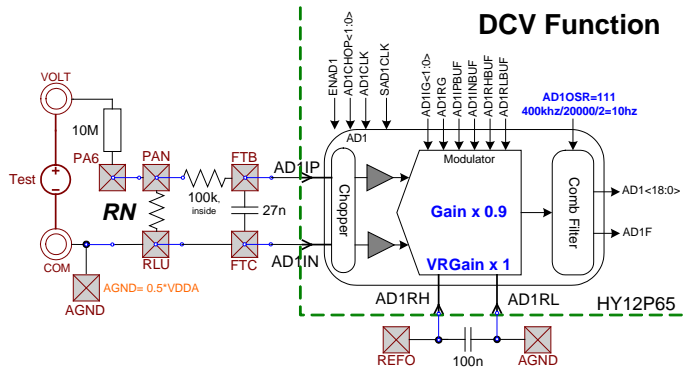 DCV Function
ENAD1
AD1CHOP<1:0>
AD1CLK
SAD1CLK
AD1G<1:0>
AD1RG
AD1IPBUF
AD1INBUF
AD1RHBUF
AD1RLBUF
AD1OSR=111
400khz/20000/2=10hz
VOLT
10M
PA6
PAN
FTB
AD1IP
AD1
Modulator
Chopper
Test
RN
100k,
inside
27n
Gain x 0.9
Comb Filter
AD1<18:0>
AD1F
COM
RLU
FTC
AD1IN
VRGain x 1
AGND= 0.5*VDDA
AGND
AD1RH
AD1RL
HY12P65
REFO
100n
AGND